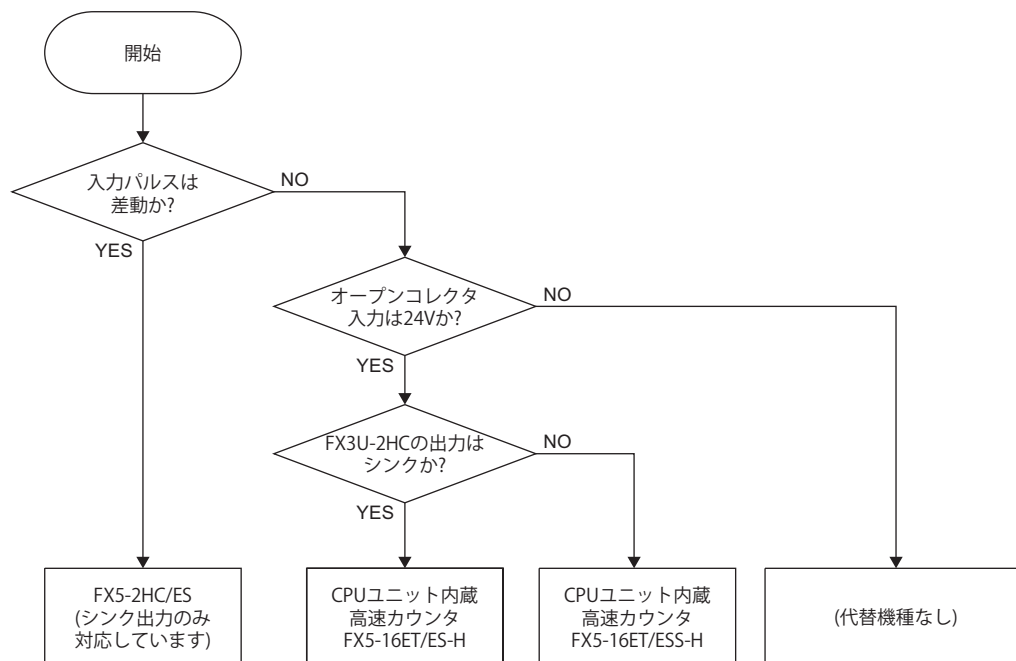 開始
入力パルスは
差動か?
NO
YES
オープンコレクタ
入力は24Vか?
NO
YES
FX3U-2HCの出力は
シンクか?
NO
YES
FX5-2HC/ES
(シンク出力のみ
対応しています)
CPUユニット内蔵
高速カウンタ
FX5-16ET/ES-H
CPUユニット内蔵
高速カウンタ
FX5-16ET/ESS-H
(代替機種なし)